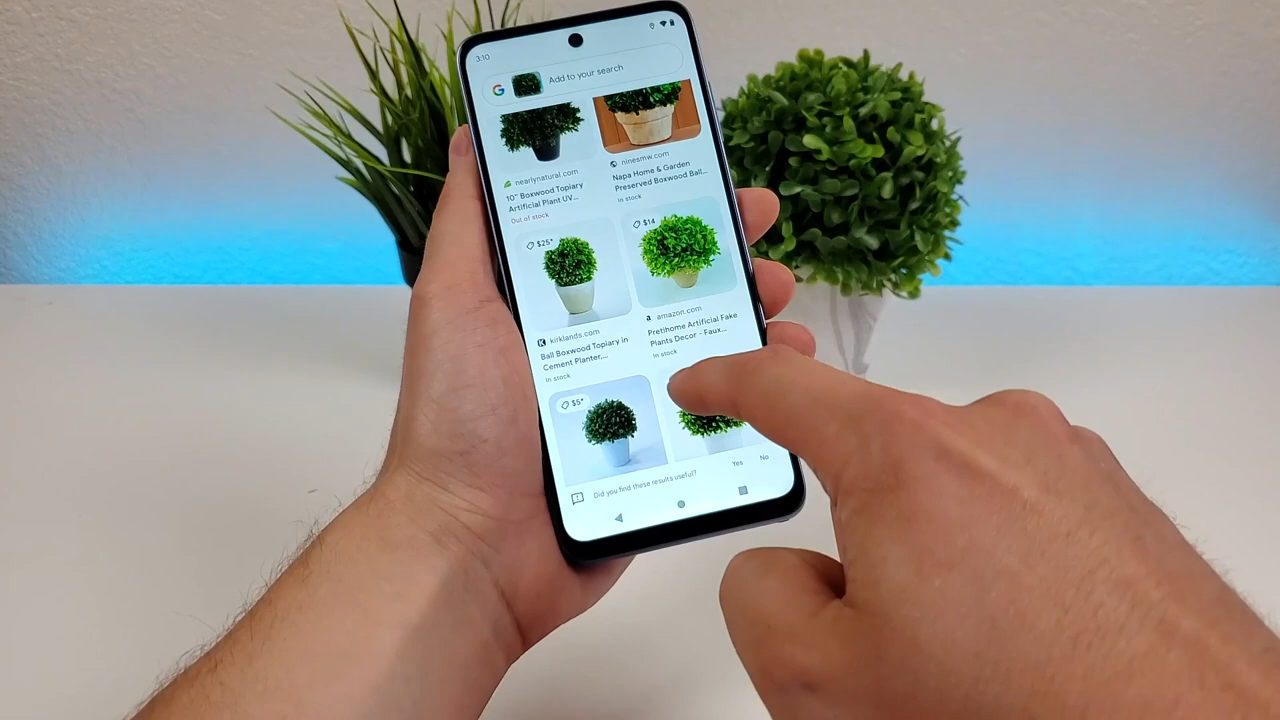 3:10
G Add to your search
nearlynatural.com
10" Boxwood Topiary
Artificial Plant UV...
Out of stock
ninesmw.com
Napa Home & Garden
Preserved Boxwood Ball...
In stock
$25*
kirklands.com
Ball Boxwood Topiary in
Cement Planter,...
In stock
$14
amazon.com
Pretihome Artificial Fake
Plants Decor - Faux...
In stock
$5*
Did you find these results useful?
Yes
No